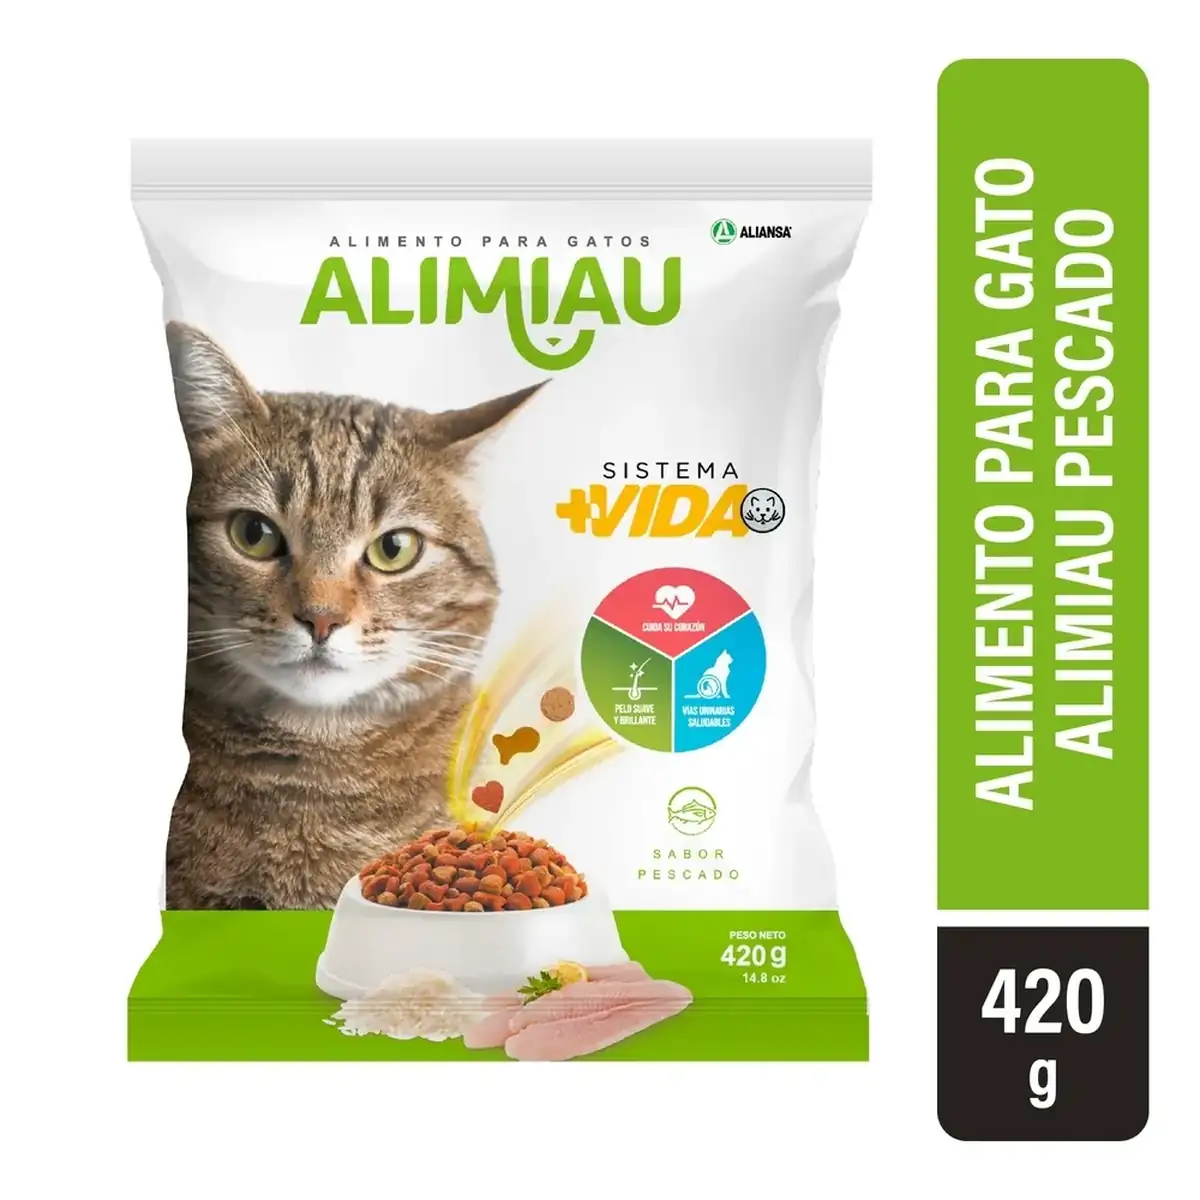 ALIMENTO PARA GATOS
ALIANSA
ALIMIAU
SISTEMA
+VIDA
CUIDA SU CORAZÓN
PELO SUAVE
Y BRILLANTE
VÍAS URINARIAS
SALUDABLES
SABOR
PESCADO
PESO NETO
420 g
14.8 oz
ALIMENTO PARA GATO
ALIMIAU PESCADO
420
g